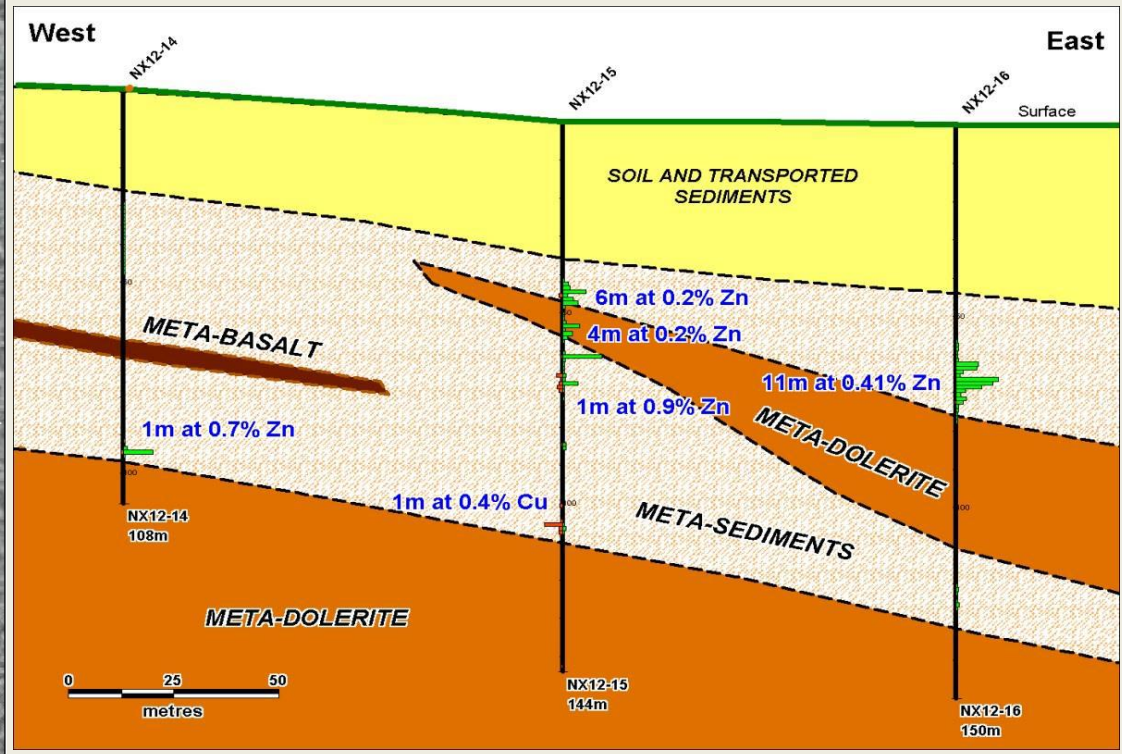 West
East
NX12-14
NX12-15
NX12-16
Surface
SOIL AND TRANSPORTED
SEDIMENTS
6m at 0.2% Zn
4m at 0.2% Zn
META-BASALT
11m at 0.41% Zn
1m at 0.9% Zn
1m at 0.7% Zn
META-DOLERITE
1m at 0.4% Cu
META-SEDIMENTS
NX12-14
108m
META-DOLERITE
0 25 50
metres
NX12-15
144m
NX12-16
150m